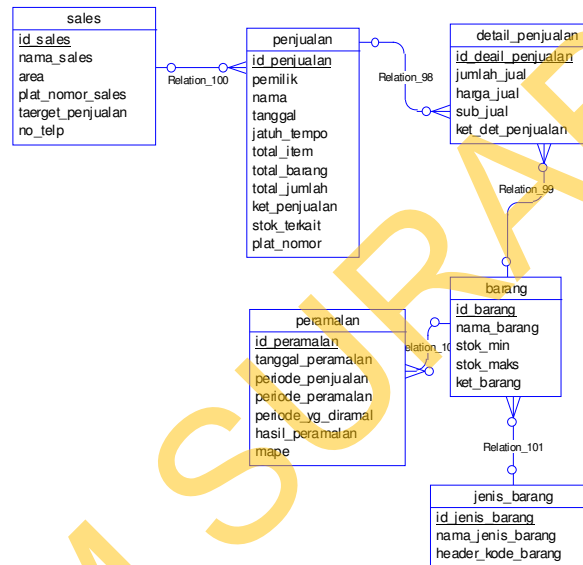 sales
id_sales
nama_sales
area
plat_nomor_sales
taerget_penjualan
no_telp
Relation_100
penjualan
id_penjualan
pemilik
nama
tanggal
jatuh_tempo
total_item
total_barang
total_jumlah
ket_penjualan
stok_terkait
plat_nomor
Relation_98
detail_penjualan
id_deail_penjualan
jumlah_jual
harga_jual
sub_jual
ket_det_penjualan
Relation_99
barang
id_barang
nama_barang
stok_min
stok_maks
ket_barang
peramalan
id_peramalan
tanggal_peramalan
periode_penjualan
periode_peramalan
periode_yg_diramal
hasil_peramalan
mape
Relation_101
jenis_barang
id_jenis_barang
nama_jenis_barang
header_kode_barang